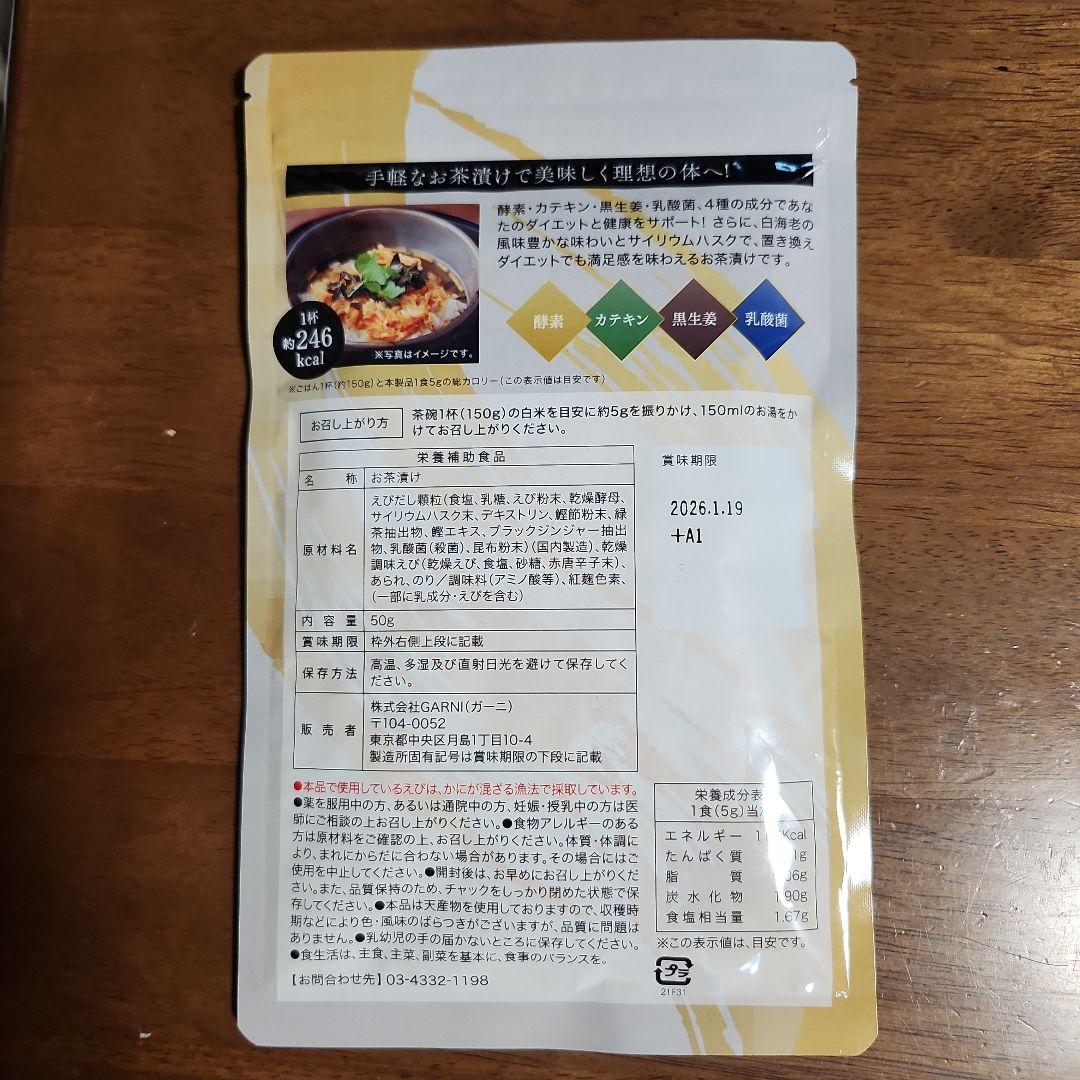 手軽なお茶漬けで美味しく理想の体へ!
酵素・カテキン・黒生姜・乳酸菌、4種の成分であな
たのダイエットと健康をサポート! さらに、白海老の
風味豊かな味わいとサイリウムハスクで、置き換え
ダイエットでも満足感を味わえるお茶漬けです。
酵素
カテキン
黒生姜
乳酸菌
1杯
約246
kcal
※写真はイメージです。
※ごはん1杯(約150g)と本製品1食5gの総カロリー(この表示値は目安です)
お召し上がり方
茶碗1杯(150g)の白米を目安に約5gを振りかけ、150mlのお湯をか
けてお召し上がりください。
栄養補助食品
名称 お茶漬け
原材料名
えびだし顆粒(食塩、乳糖、えび粉末、乾燥酵母、
サイリウムハスク末、デキストリン、鰹節粉末、緑
茶抽出物、鰹エキス、ブラックジンジャー抽出
物、乳酸菌(殺菌)、昆布粉末)(国内製造)、乾燥
調味えび(乾燥えび、食塩、砂糖、赤唐辛子末)、
あられ、のり/調味料(アミノ酸等)、紅麹色素、
(一部に乳成分・えびを含む)
内容量 50g
賞味期限 枠外右側上段に記載
保存方法 高温、多湿及び直射日光を避けて保存してく
ださい。
販売者
株式会社GARNI(ガーニ)
〒104-0052
東京都中央区月島1丁目10-4
製造所固有記号は賞味期限の下段に記載
賞味期限
2026.1.19
+A1
●本品で使用しているえびは、かにが混ざる漁法で採取しています。
●薬を服用中の方、あるいは通院中の方、妊娠・授乳中の方は医
師にご相談の上お召し上がりください。●食物アレルギーのある
方は原材料をご確認の上、お召し上がりください。体質・体調に
より、まれにからだに合わない場合があります。その場合にはご
使用を中止してください。●開封後は、お早めにお召し上がりくだ
さい。また、品質保持のため、チャックをしっかり閉めた状態で保
存してください。●本品は天産物を使用しておりますので、収穫時
期などにより色・風味のばらつきがございますが、品質に問題は
ありません。●乳幼児の手の届かないところに保存してください。
●食生活は、主食、主菜、副菜を基本に、食事のバランスを。
【お問合わせ先】03-4332-1198
栄養成分表
1食(5g)当
エネルギー Kcal
たんぱく質 g
脂質 g
炭水化物 1.90g
食塩相当量 1.67g
※この表示値は、目安です。
プラ
21F31